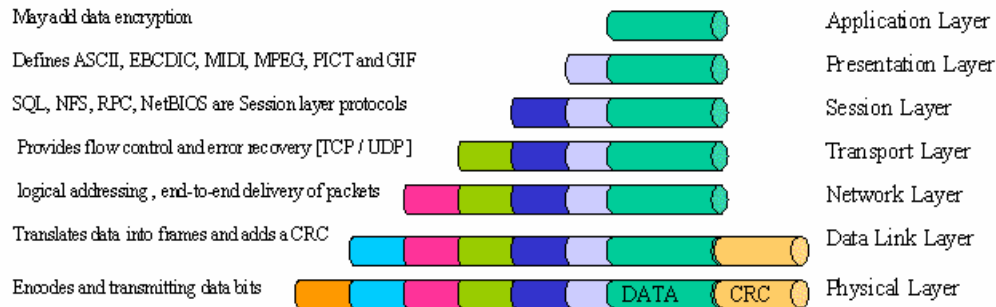 May add data encryption Application Layer
Defines ASCII, EBCDIC, MIDI, MPEG, PICT and GIF Presentation Layer
SQL, NFS, RPC, NetBIOS are Session layer protocols Session Layer
Provides flow control and error recovery [TCP / UDP] Transport Layer
logical addressing , end-to-end delivery of packets Network Layer
Translates data into frames and adds a CRC Data Link Layer
Encodes and transmitting data bits DATA CRC Physical Layer